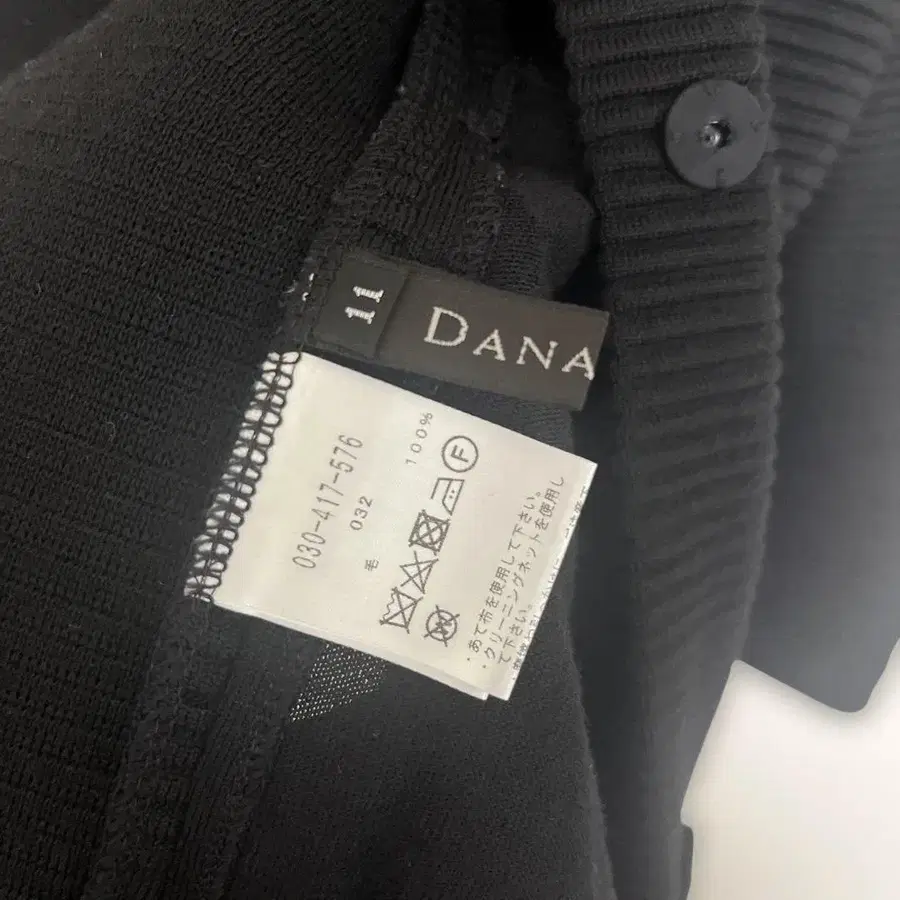 11
DANA
030-417-576
032
毛 100%
F
W
・あて布を使用して下さい。
・クリーニングネットを使用し
て下さい。